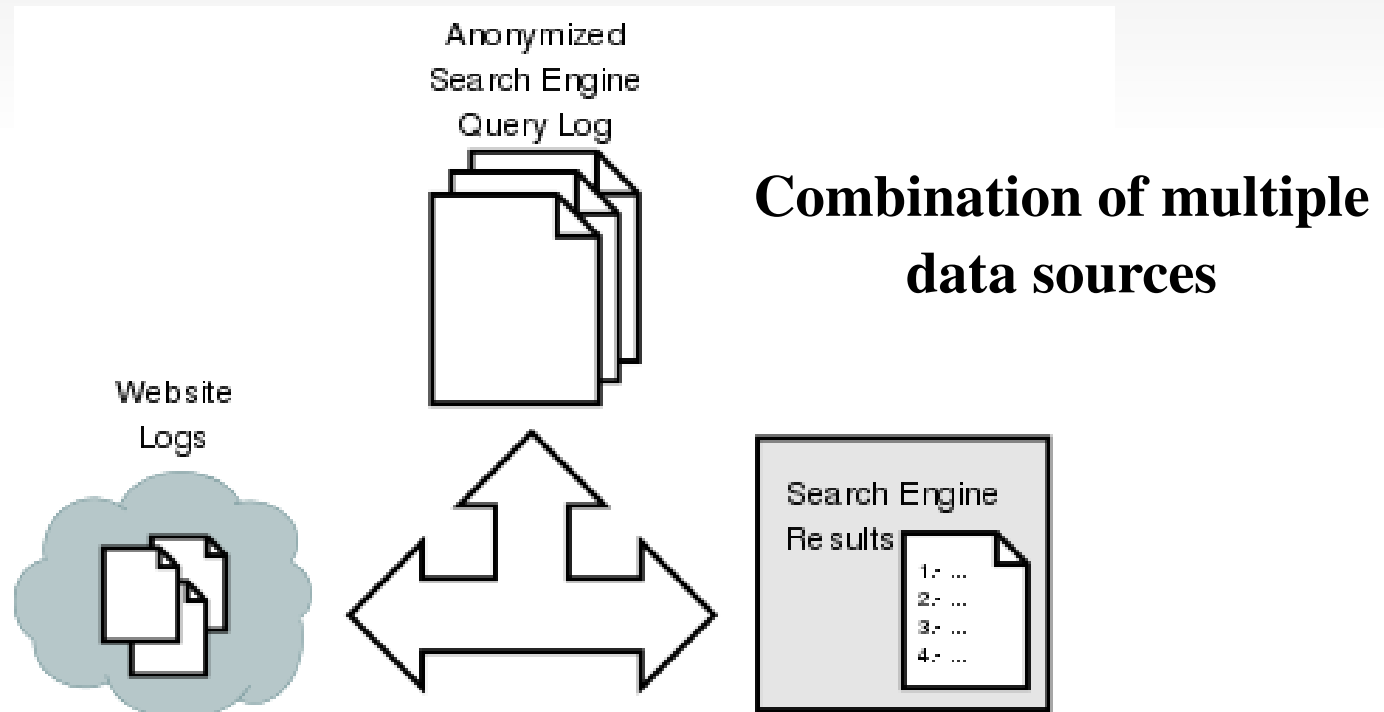 Anonymized
Search Engine
Query Log
Combination of multiple
data sources
Website
Logs
Search Engine
Results
1.- ...
2.- ...
3.- ...
4.- ...